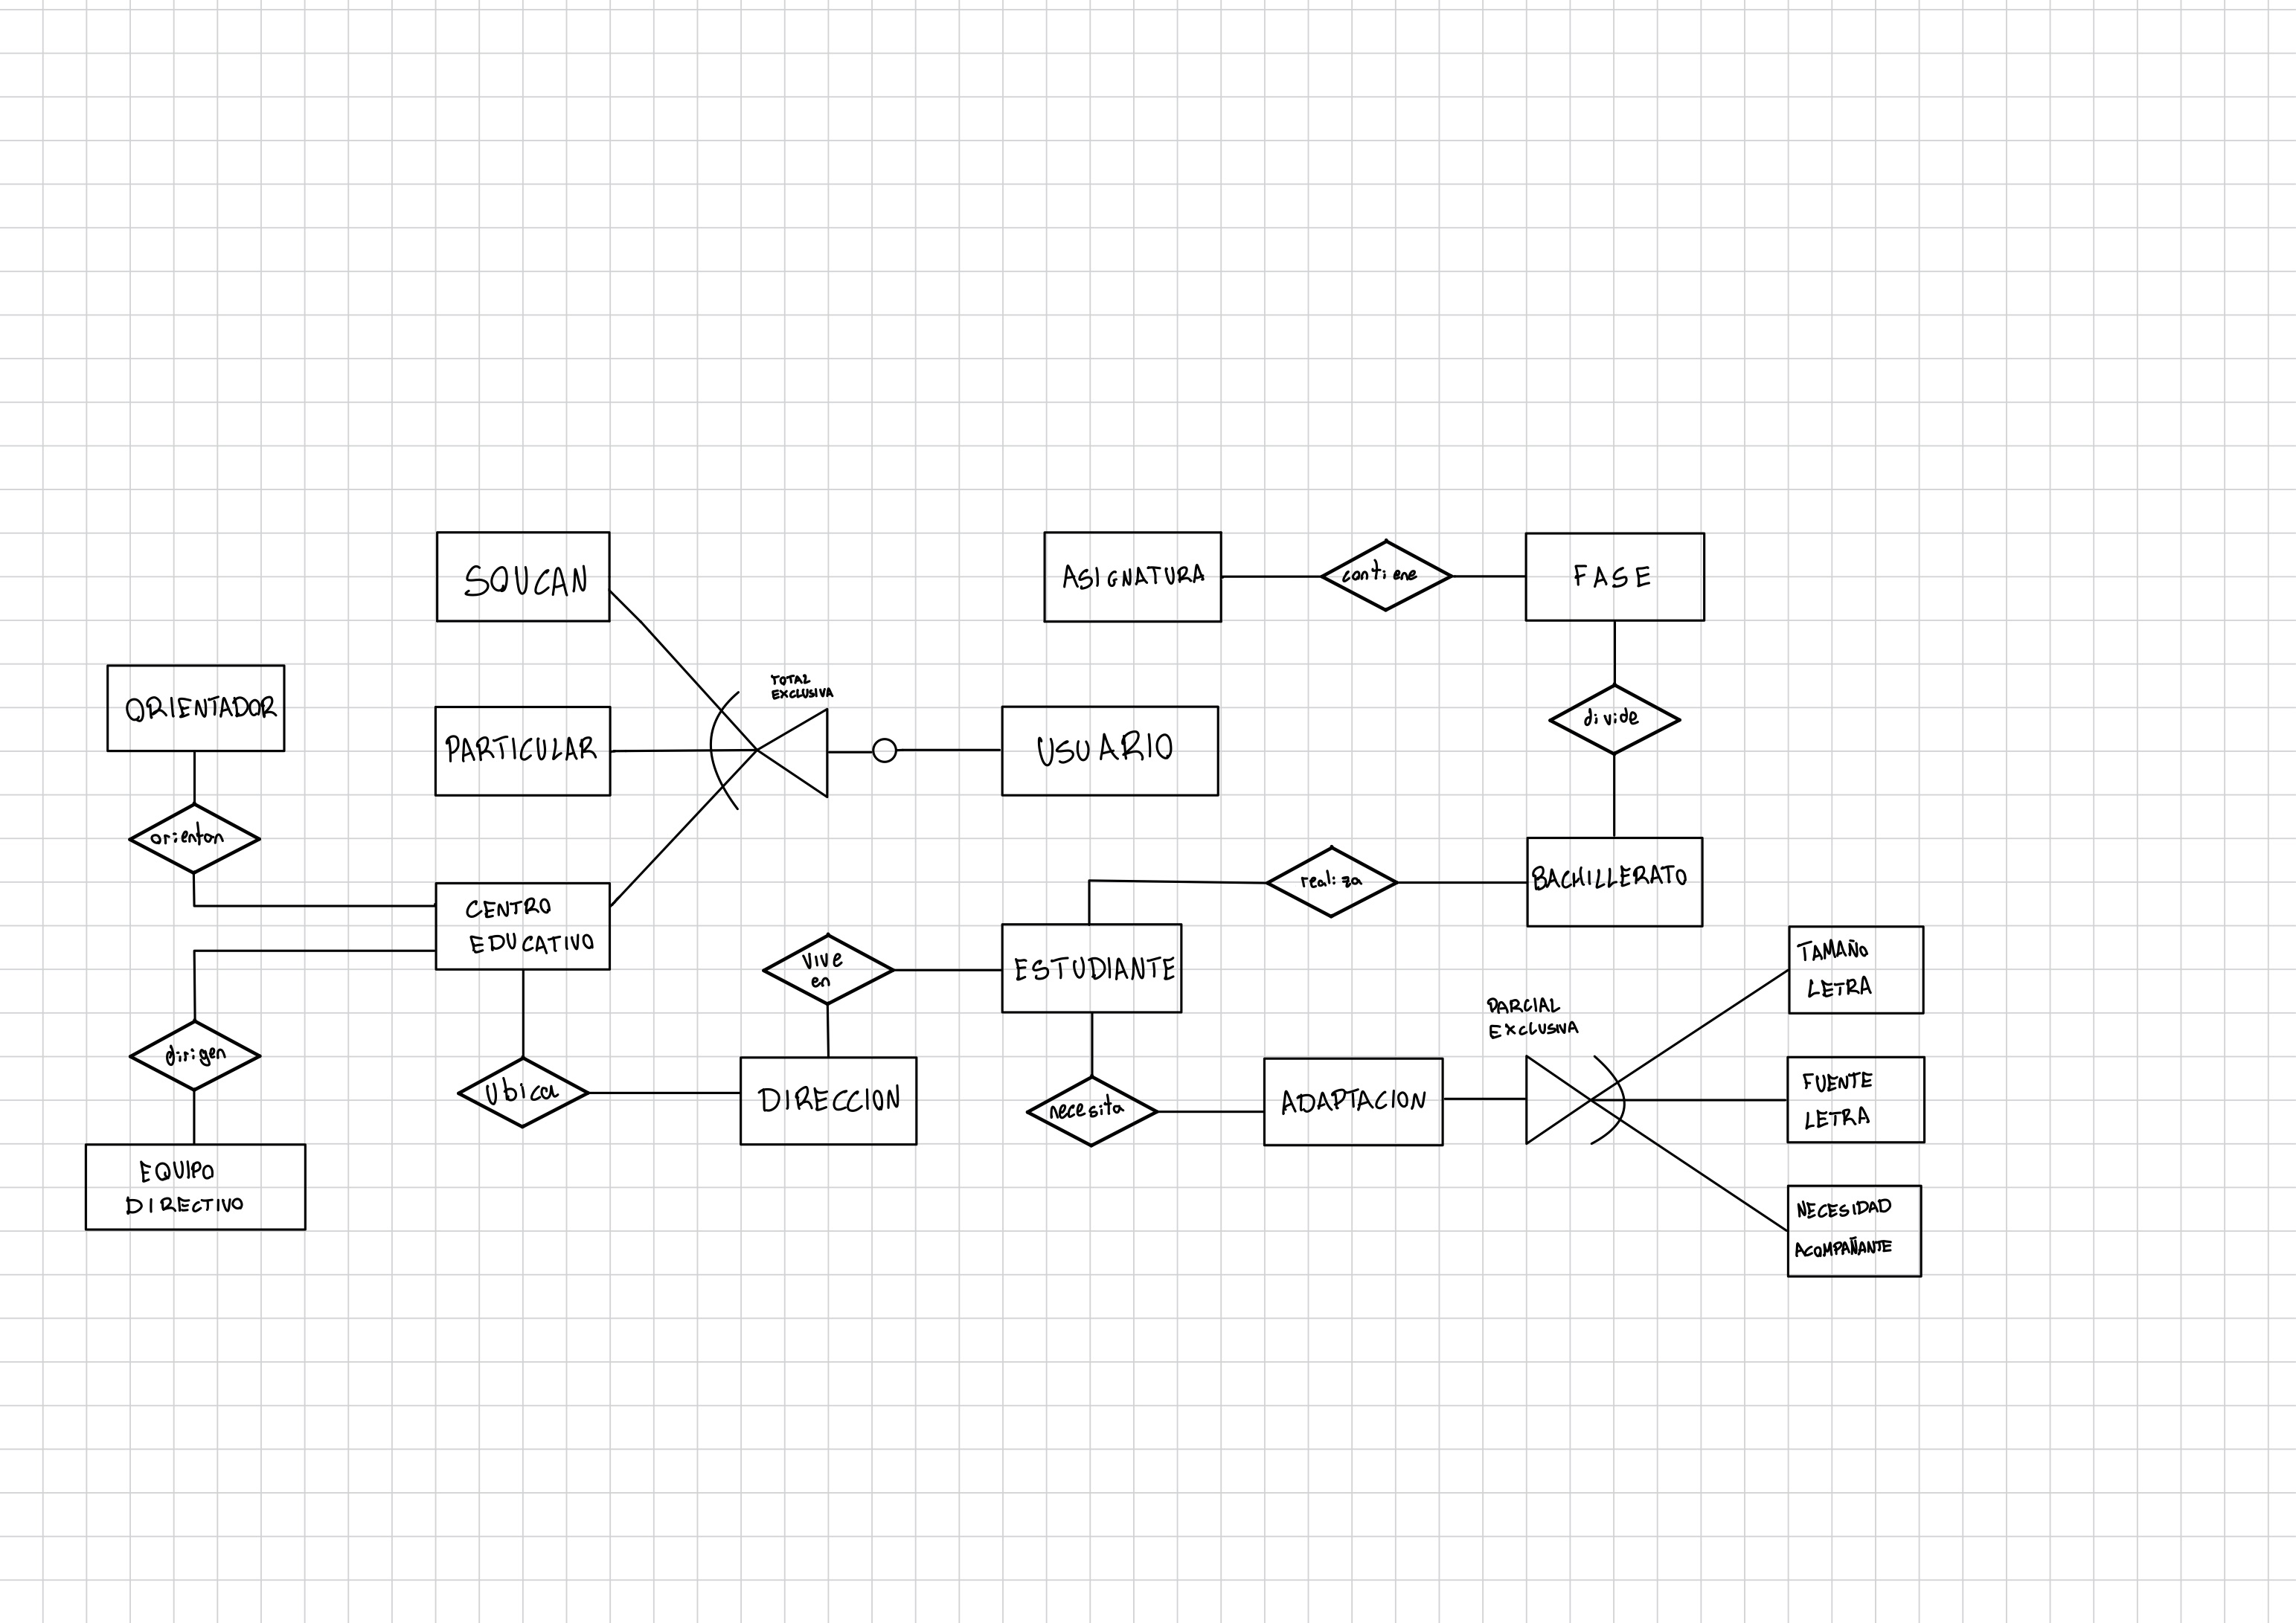 SOUCAN
ASIGNATURA
contiene
FASE
ORIENTADOR
TOTAL
EXCLUSIVA
PARTICULAR
USUARIO
divide
orientan
realiza
BACHILLERATO
CENTRO
EDUCATIVO
vive
en
ESTUDIANTE
TAMAÑO
LETRA
PARCIAL
EXCLUSIVA
dirigen
Ubica
DIRECCION
necesita
ADAPTACION
FUENTE
LETRA
EQUIPO
DIRECTIVO
NECESIDAD
ACOMPAÑANTE